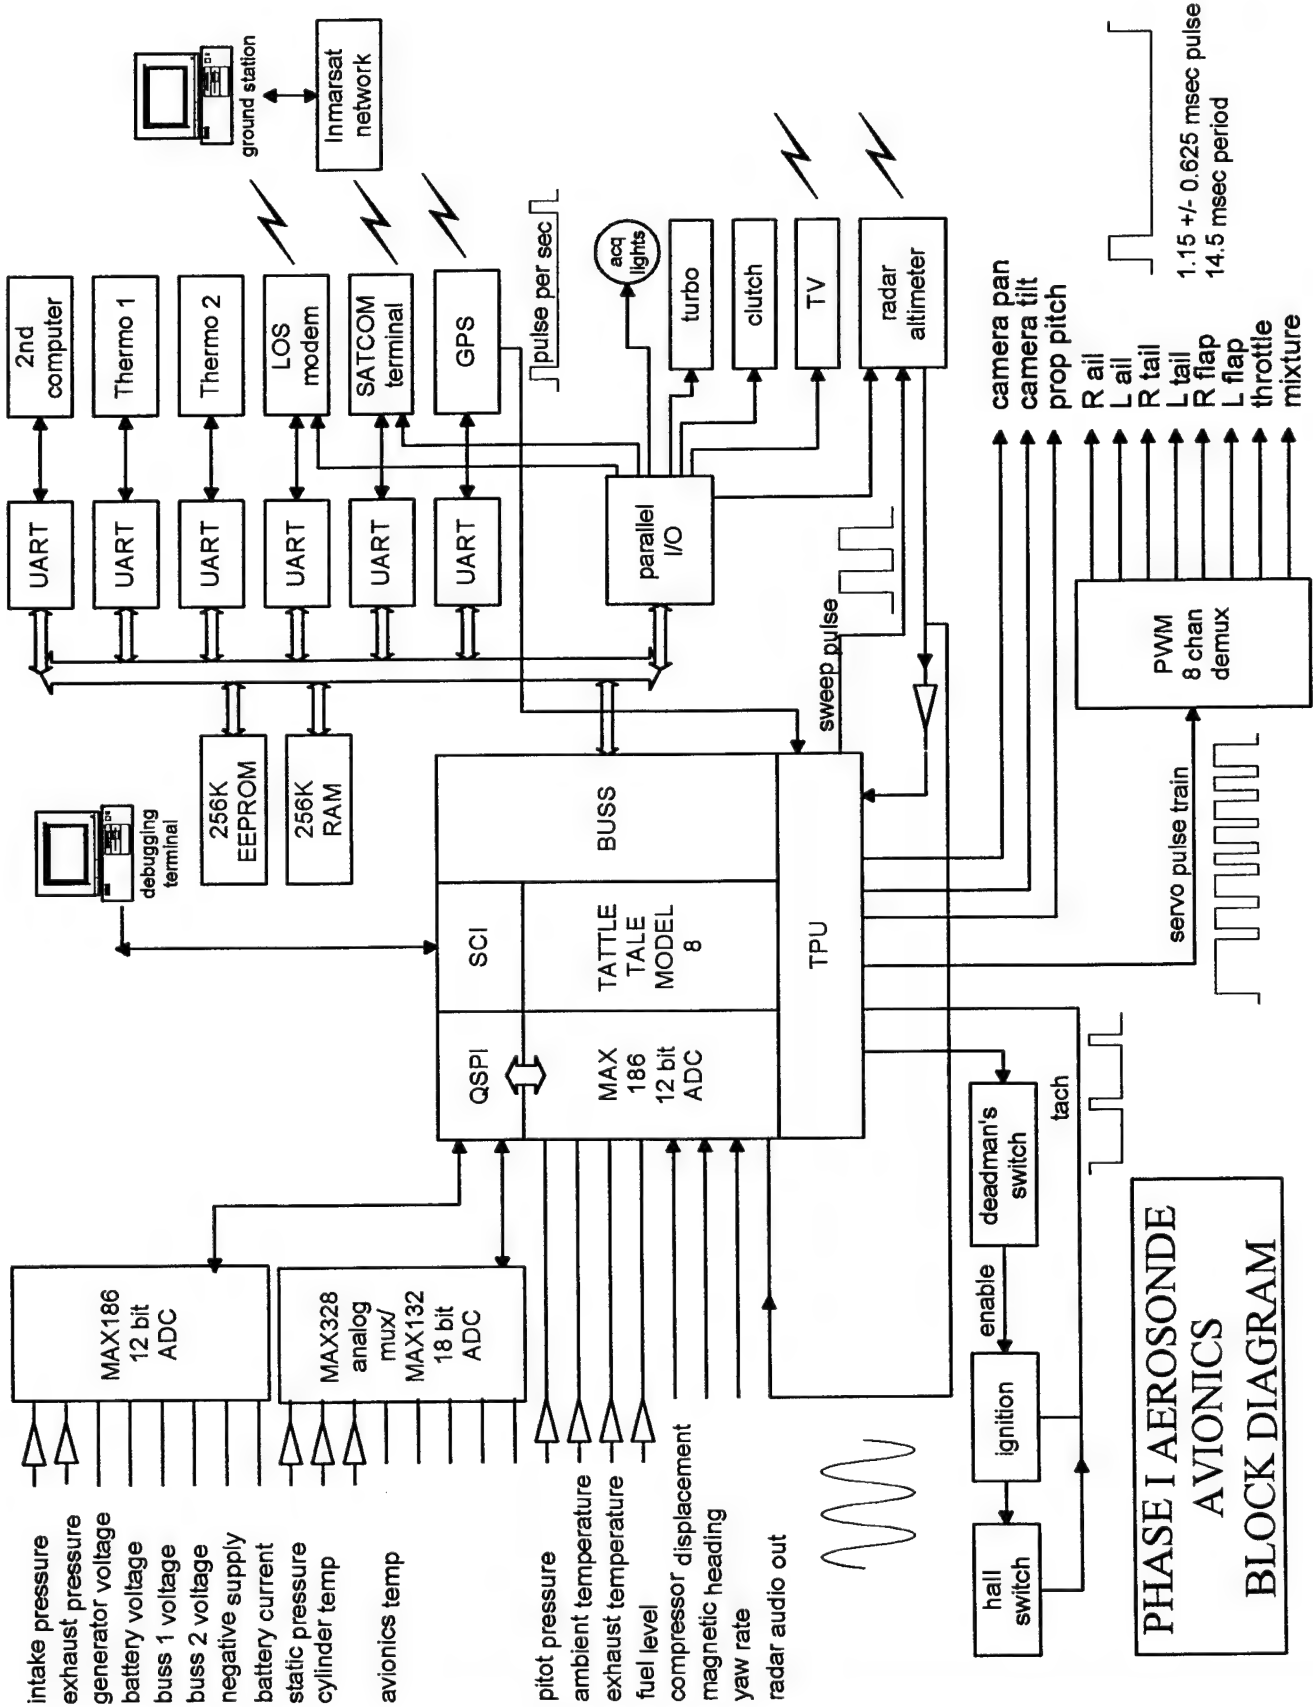 intake pressure
exhaust pressure
generator voltage
battery voltage
buss 1 voltage
buss 2 voltage
negative supply
battery current
static pressure
cylinder temp
avionics temp
pitot pressure
ambient temperature
exhaust temperature
fuel level
compressor displacement
magnetic heading
yaw rate
radar audio out
MAX186
12 bit
ADC
MAX328
analog
mux/
MAX132
18 bit
ADC
debugging
terminal
256K
EEPROM
256K
RAM
QSPI
SCI
BUSS
MAX
186
12 bit
ADC
TATTLE
TALE
MODEL
8
TPU
UART
UART
UART
UART
UART
UART
2nd
computer
Thermo 1
Thermo 2
LOS
modem
SATCOM
terminal
GPS
ground station
Inmarsat
network
pulse per sec
parallel
I/O
acq
lights
turbo
clutch
TV
radar
altimeter
sweep pulse
camera pan
camera tilt
prop pitch
R ail
L ail
R tail
L tail
R flap
L flap
throttle
mixture
PWM
8 chan
demux
servo pulse train
1.15 +/- 0.625 msec pulse
14.5 msec period
hall
switch
ignition
enable
deadman's
switch
tach
PHASE I AEROSONDE
AVIONICS
BLOCK DIAGRAM